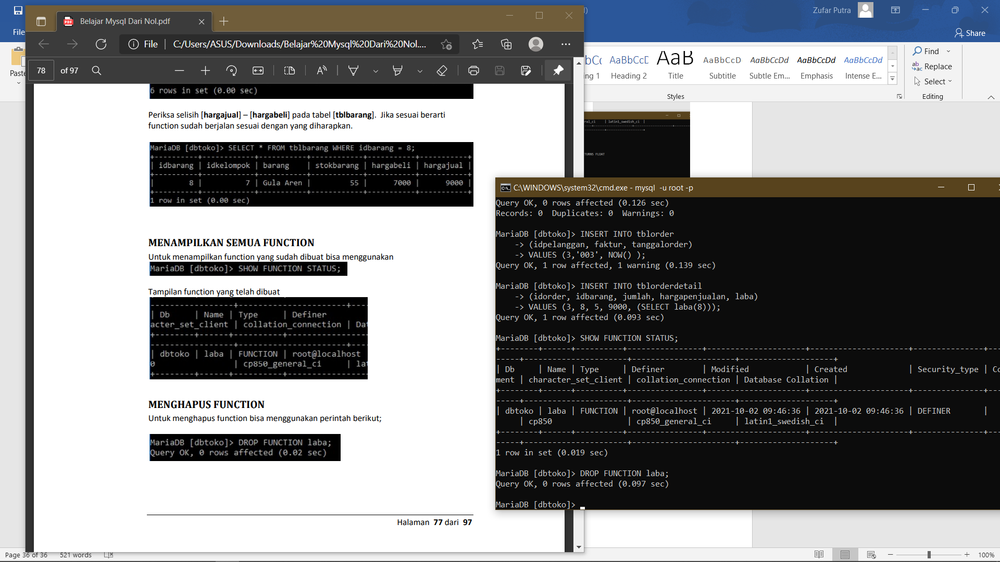 Belajar Mysql Dari Nol.pdf
File
C:/Users/ASUS/Downloads/Belajar%20Mysql%20Dari%20Nol....
78
of 97
6 rows in set (0.00 sec)
Periksa selisih [hargajual] – [hargabeli] pada tabel [tblbarang]. Jika sesuai berarti
function sudah berjalan sesuai dengan yang diharapkan.
MariaDB [dbtoko]> SELECT * FROM tblbarang WHERE idbarang = 8;
| idbarang | idkelompok | barang | stokbarang | hargabeli | hargajual |
| 8 | 7 | Gula Aren | 55 | 7000 | 9000 |
1 row in set (0.00 sec)
MENAMPILKAN SEMUA FUNCTION
Untuk menampilkan function yang sudah dibuat bisa menggunakan
MariaDB [dbtoko]> SHOW FUNCTION STATUS;
Tampilan function yang telah dibuat
| Db | Name | Type | Definer
acter_set_client | collation_connection | Dat
| dbtoko | laba | FUNCTION | root@localhost
0 | cp850_general_ci | lat
MENGHAPUS FUNCTION
Untuk menghapus function bisa menggunakan perintah berikut;
MariaDB [dbtoko]> DROP FUNCTION laba;
Query OK, 0 rows affected (0.02 sec)
Halaman 77 dari 97
Zufar Putra
File
Share
Paste
AaBbCcD
AaB
AaBbCcD
AaBbCcDd
AaBbCcDd
AaBbCcDd
ing 1
Heading 2
Title
Subtitle
Subtle Em...
Emphasis
Intense E...
Styles
Find
Replace
Select
Editing
ral_ci | latin1_swedish_ci |
TURNS FLOAT
C:\WINDOWS\system32\cmd.exe - mysql -u root -p
Query OK, 0 rows affected (0.126 sec)
Records: 0 Duplicates: 0 Warnings: 0
MariaDB [dbtoko]> INSERT INTO tblorder
-> (idpelanggan, faktur, tanggalorder)
-> VALUES (3,'003', NOW() );
Query OK, 1 row affected, 1 warning (0.139 sec)
MariaDB [dbtoko]> INSERT INTO tblorderdetail
-> (idorder, idbarang, jumlah, hargapenjualan, laba)
-> VALUES (3, 8, 5, 9000, (SELECT laba(8)));
Query OK, 1 row affected (0.093 sec)
MariaDB [dbtoko]> SHOW FUNCTION STATUS;
| Db | Name | Type | Definer | Modified | Created | Security_type | Co
ment | character_set_client | collation_connection | Database Collation |
| dbtoko | laba | FUNCTION | root@localhost | 2021-10-02 09:46:36 | 2021-10-02 09:46:36 | DEFINER |
| cp850 | cp850_general_ci | latin1_swedish_ci |
1 row in set (0.019 sec)
MariaDB [dbtoko]> DROP FUNCTION laba;
Query OK, 0 rows affected (0.097 sec)
MariaDB [dbtoko]>
Page 36 of 36
521 words
100%